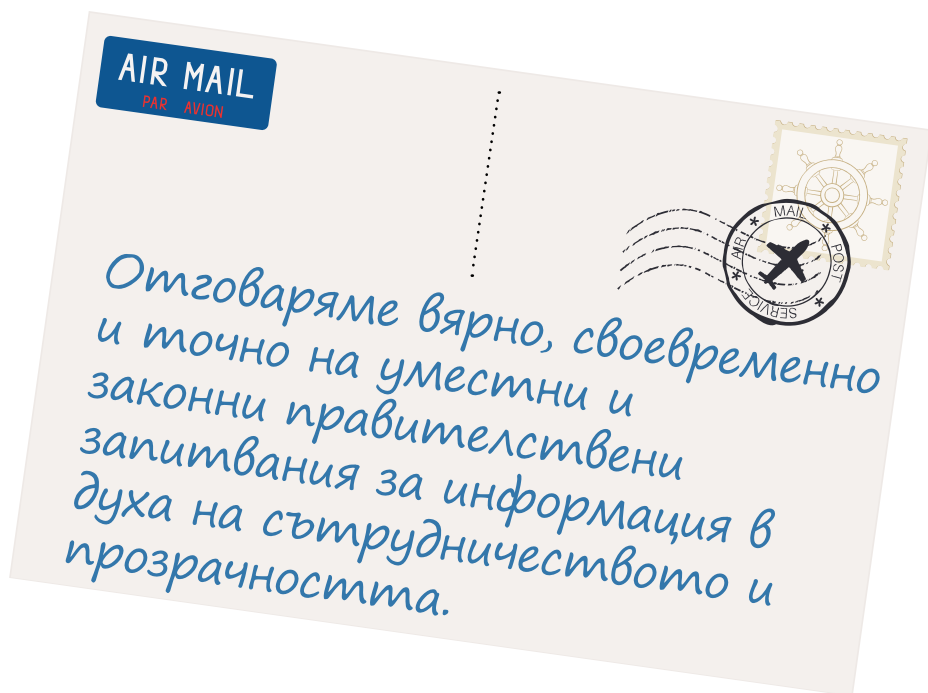 AIR MAIL
PAR AVION
MAIL
AIR
POST
SERVICE
Отговаряме вярно, своевременно
и точно на уместни и
законни правителствени
запитвания за информация в
духа на сътрудничеството и
прозрачността.